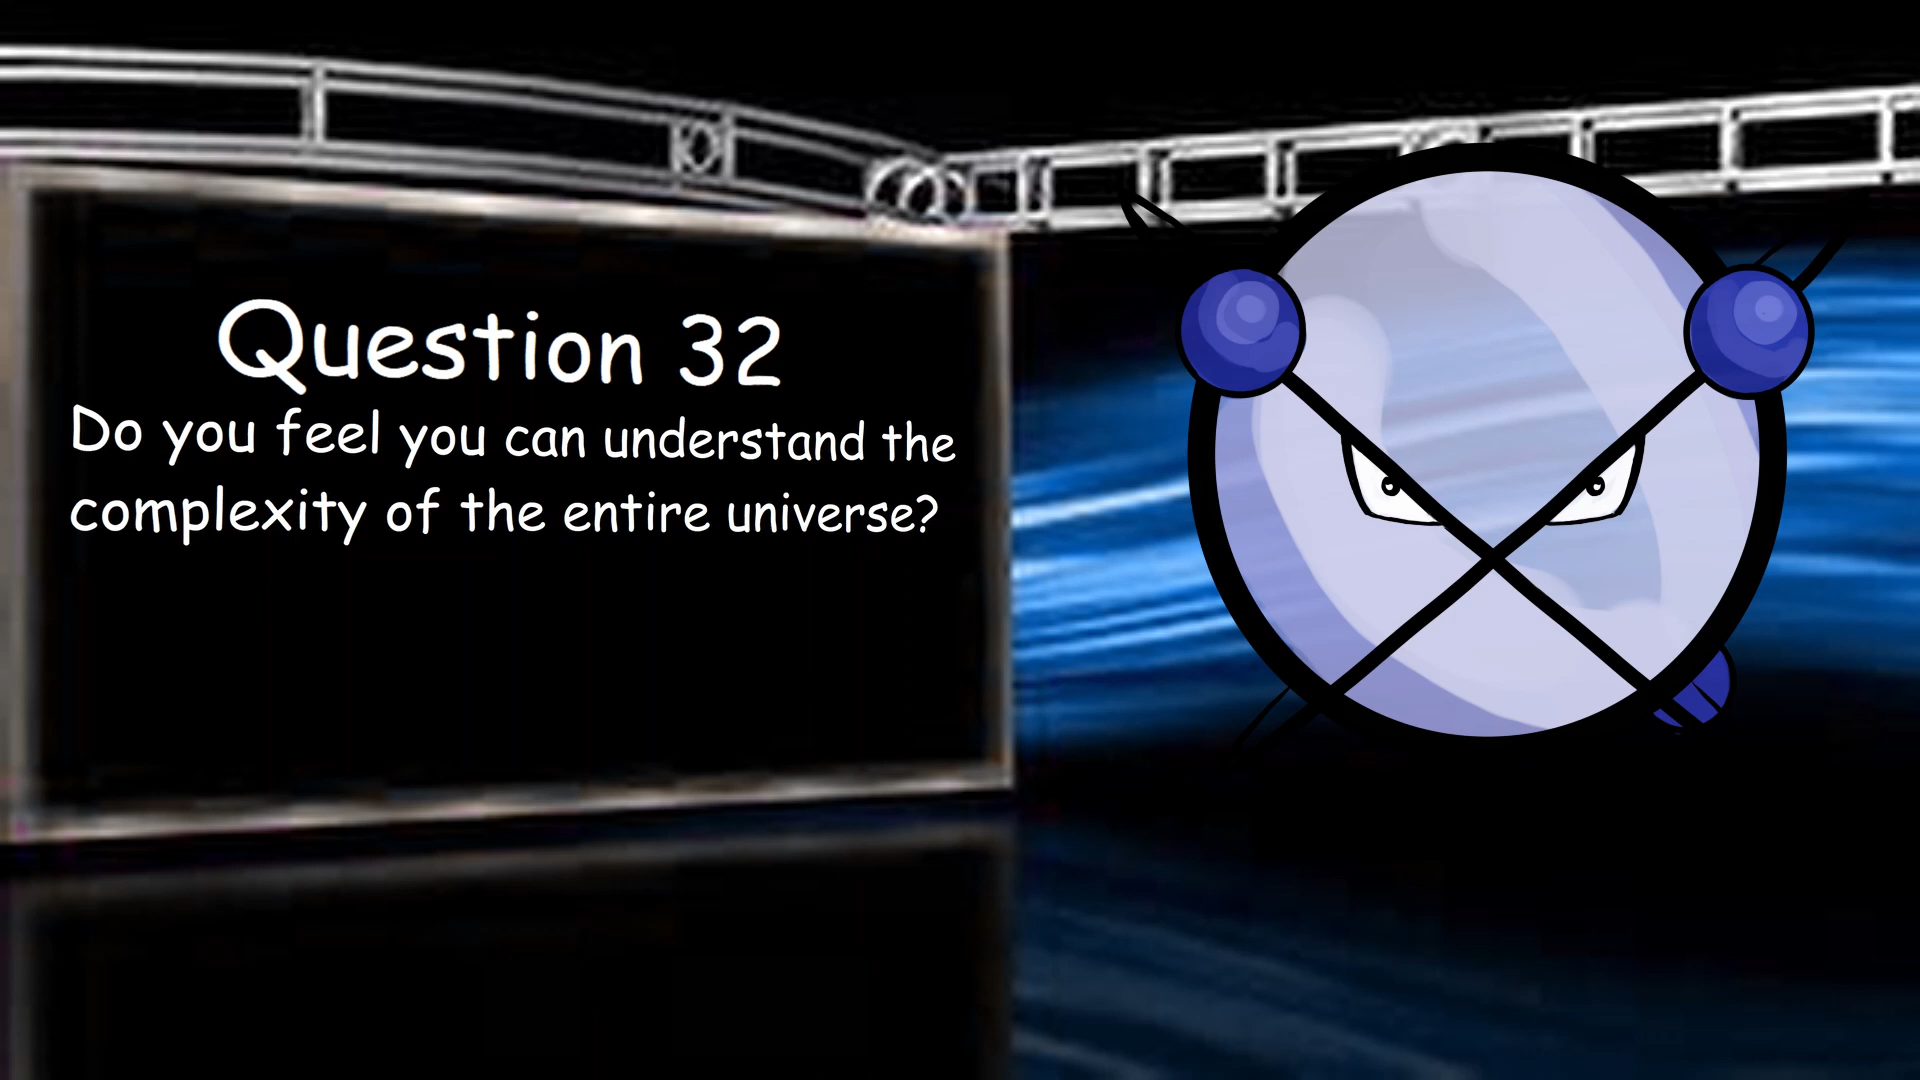 Question 32
Do you feel you can understand the
complexity of the entire universe?